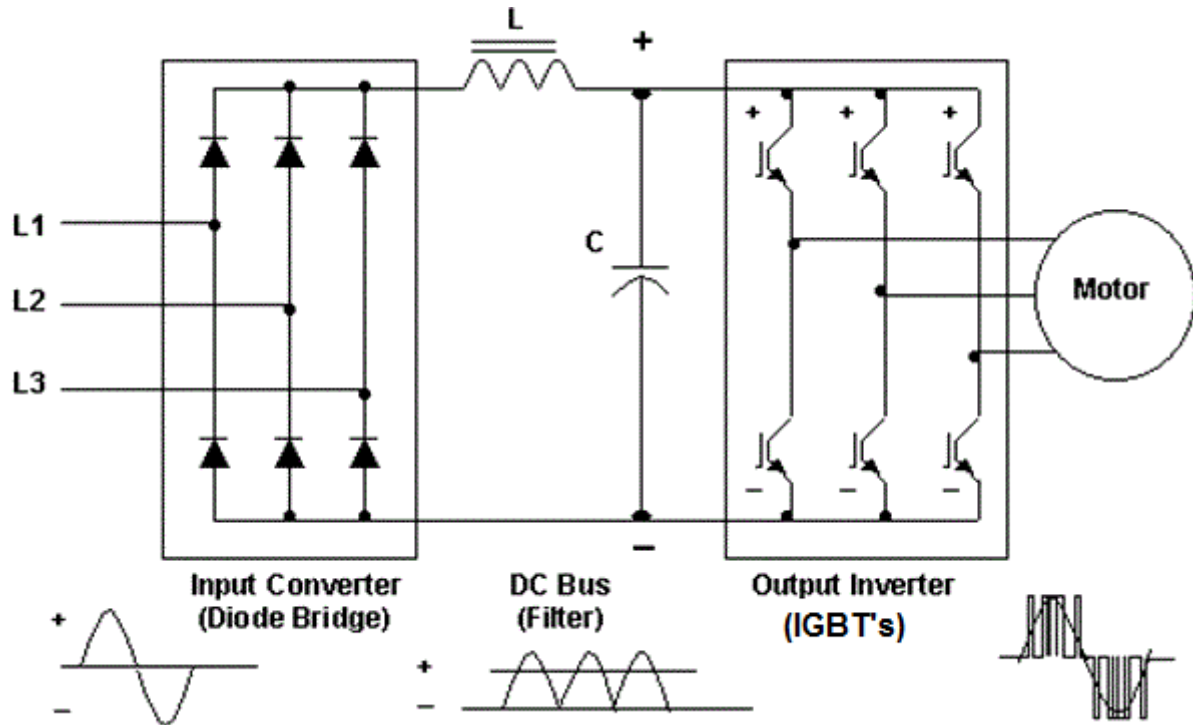 L
+
+
+
+
L1
L2
L3
C
Motor
−
−
−
−
Input Converter
(Diode Bridge)
DC Bus
(Filter)
Output Inverter
(IGBT's)
+
−
+
−